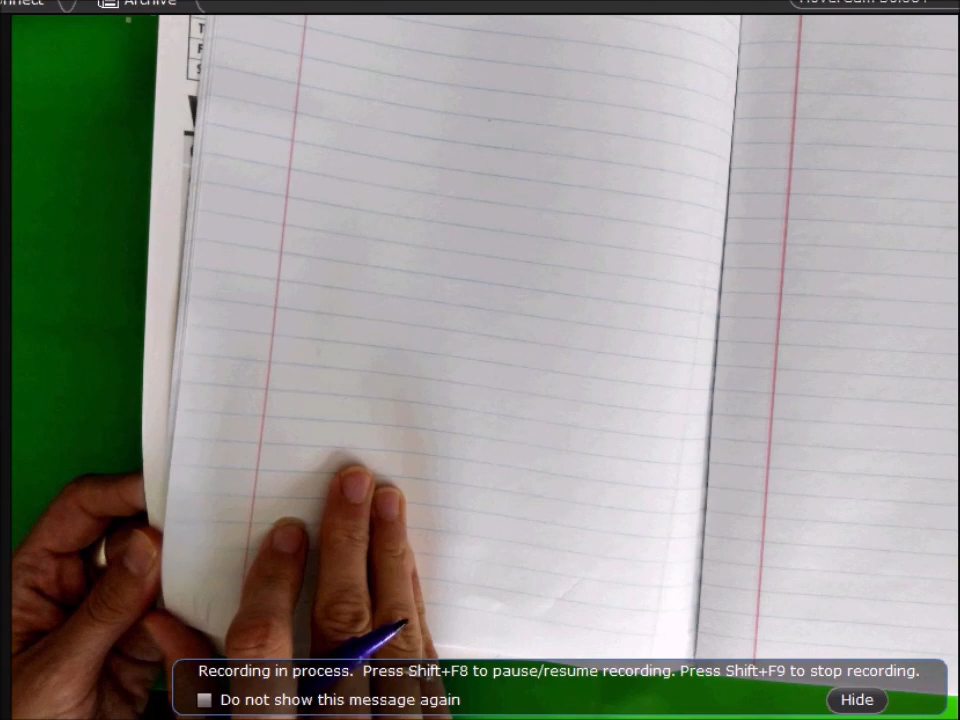 Archive
T
F
S
Recording in process. Press Shift+F8 to pause/resume recording. Press Shift+F9 to stop recording.
Do not show this message again
Hide